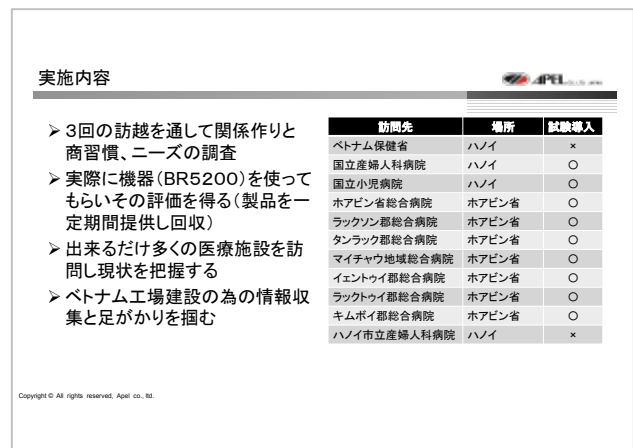 実施内容
APEL
➢ 3回の訪越を通して関係作りと
商習慣、ニーズの調査
➢ 実際に機器(BR5200)を使って
もらいその評価を得る(製品を一
定期間提供し回収)
➢ 出来るだけ多くの医療施設を訪
問し現状を把握する
➢ ベトナム工場建設の為の情報収
集と足がかりを掴む
訪問先 場所 試験導入
ベトナム保健省 ハノイ ×
国立産婦人科病院 ハノイ ○
国立小児病院 ハノイ ○
ホアビン省総合病院 ホアビン省 ○
ラックソン郡総合病院 ホアビン省 ○
タンラック郡総合病院 ホアビン省 ○
マイチャウ地域総合病院 ホアビン省 ○
イェントゥイ郡総合病院 ホアビン省 ○
ラックトゥイ郡総合病院 ホアビン省 ○
キムボイ郡総合病院 ホアビン省 ○
ハノイ市立産婦人科病院 ハノイ ×
Copyright © All rights reserved, Apel co., ltd.